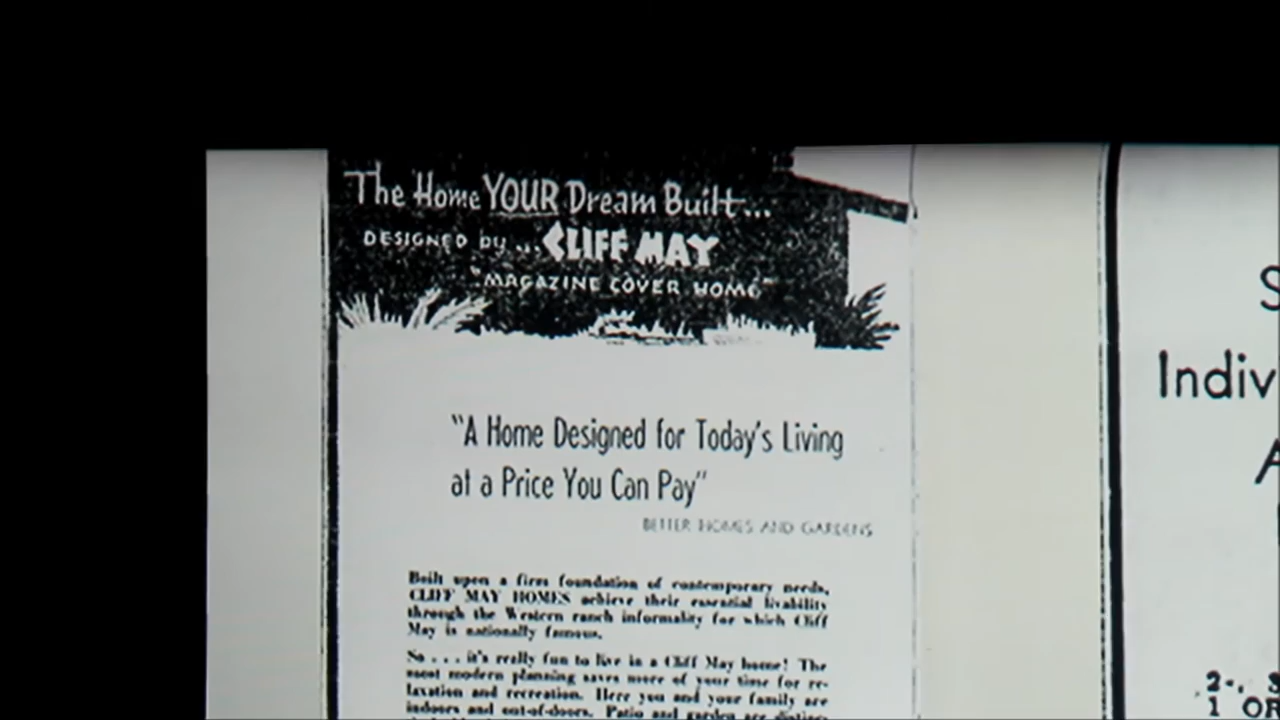 The Home YOUR Dream Built...
DESIGNED by ... CLIFF MAY
"MAGAZINE COVER HOME"
"A Home Designed for Today's Living
at a Price You Can Pay"
BETTER HOMES AND GARDENS
Built upon a firm foundation of contemporary needs,
CLIFF MAY HOMES achieve their essential livability
through the Western ranch informality for which Cliff
May is nationally famous.
So . . . it's really fun to live in a Cliff May home! The
most modern planning saves more of your time for re-
laxation and recreation. Here you and your family are
indoors and out-of-doors. Patio and garden are
S
Indiv
A
2-,
1 OR